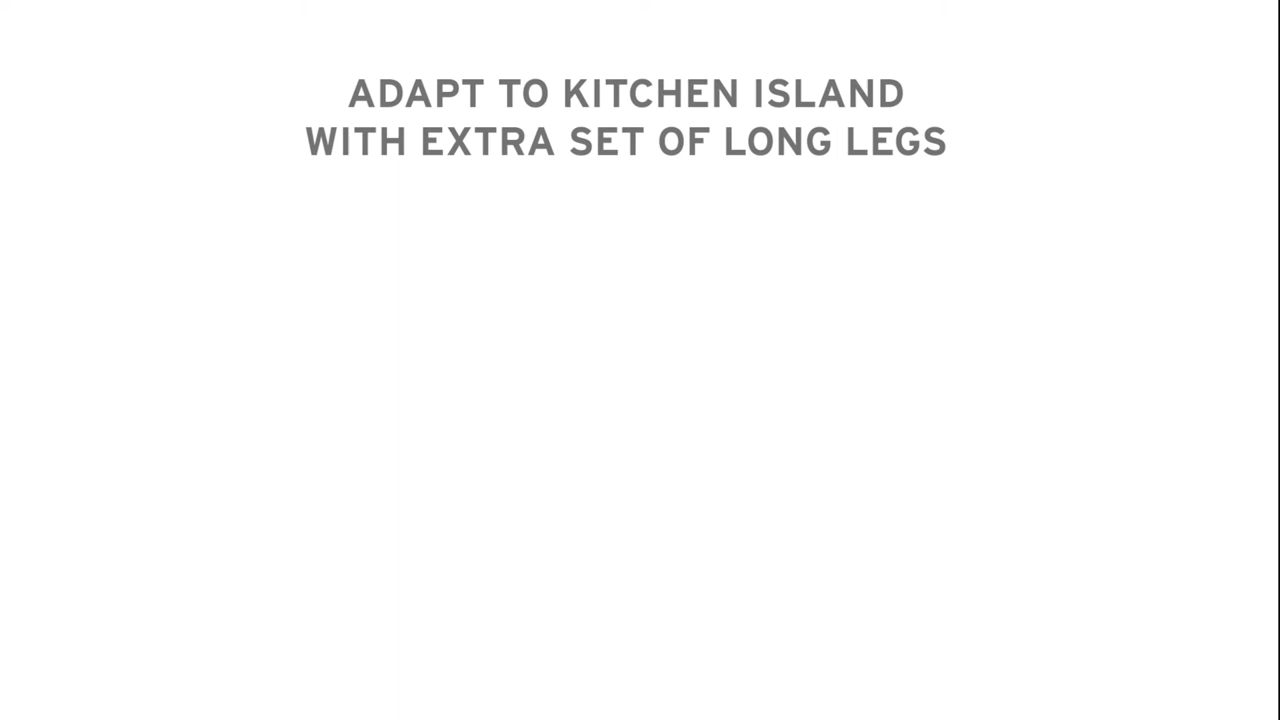 ADAPT TO KITCHEN ISLAND
WITH EXTRA SET OF LONG LEGS